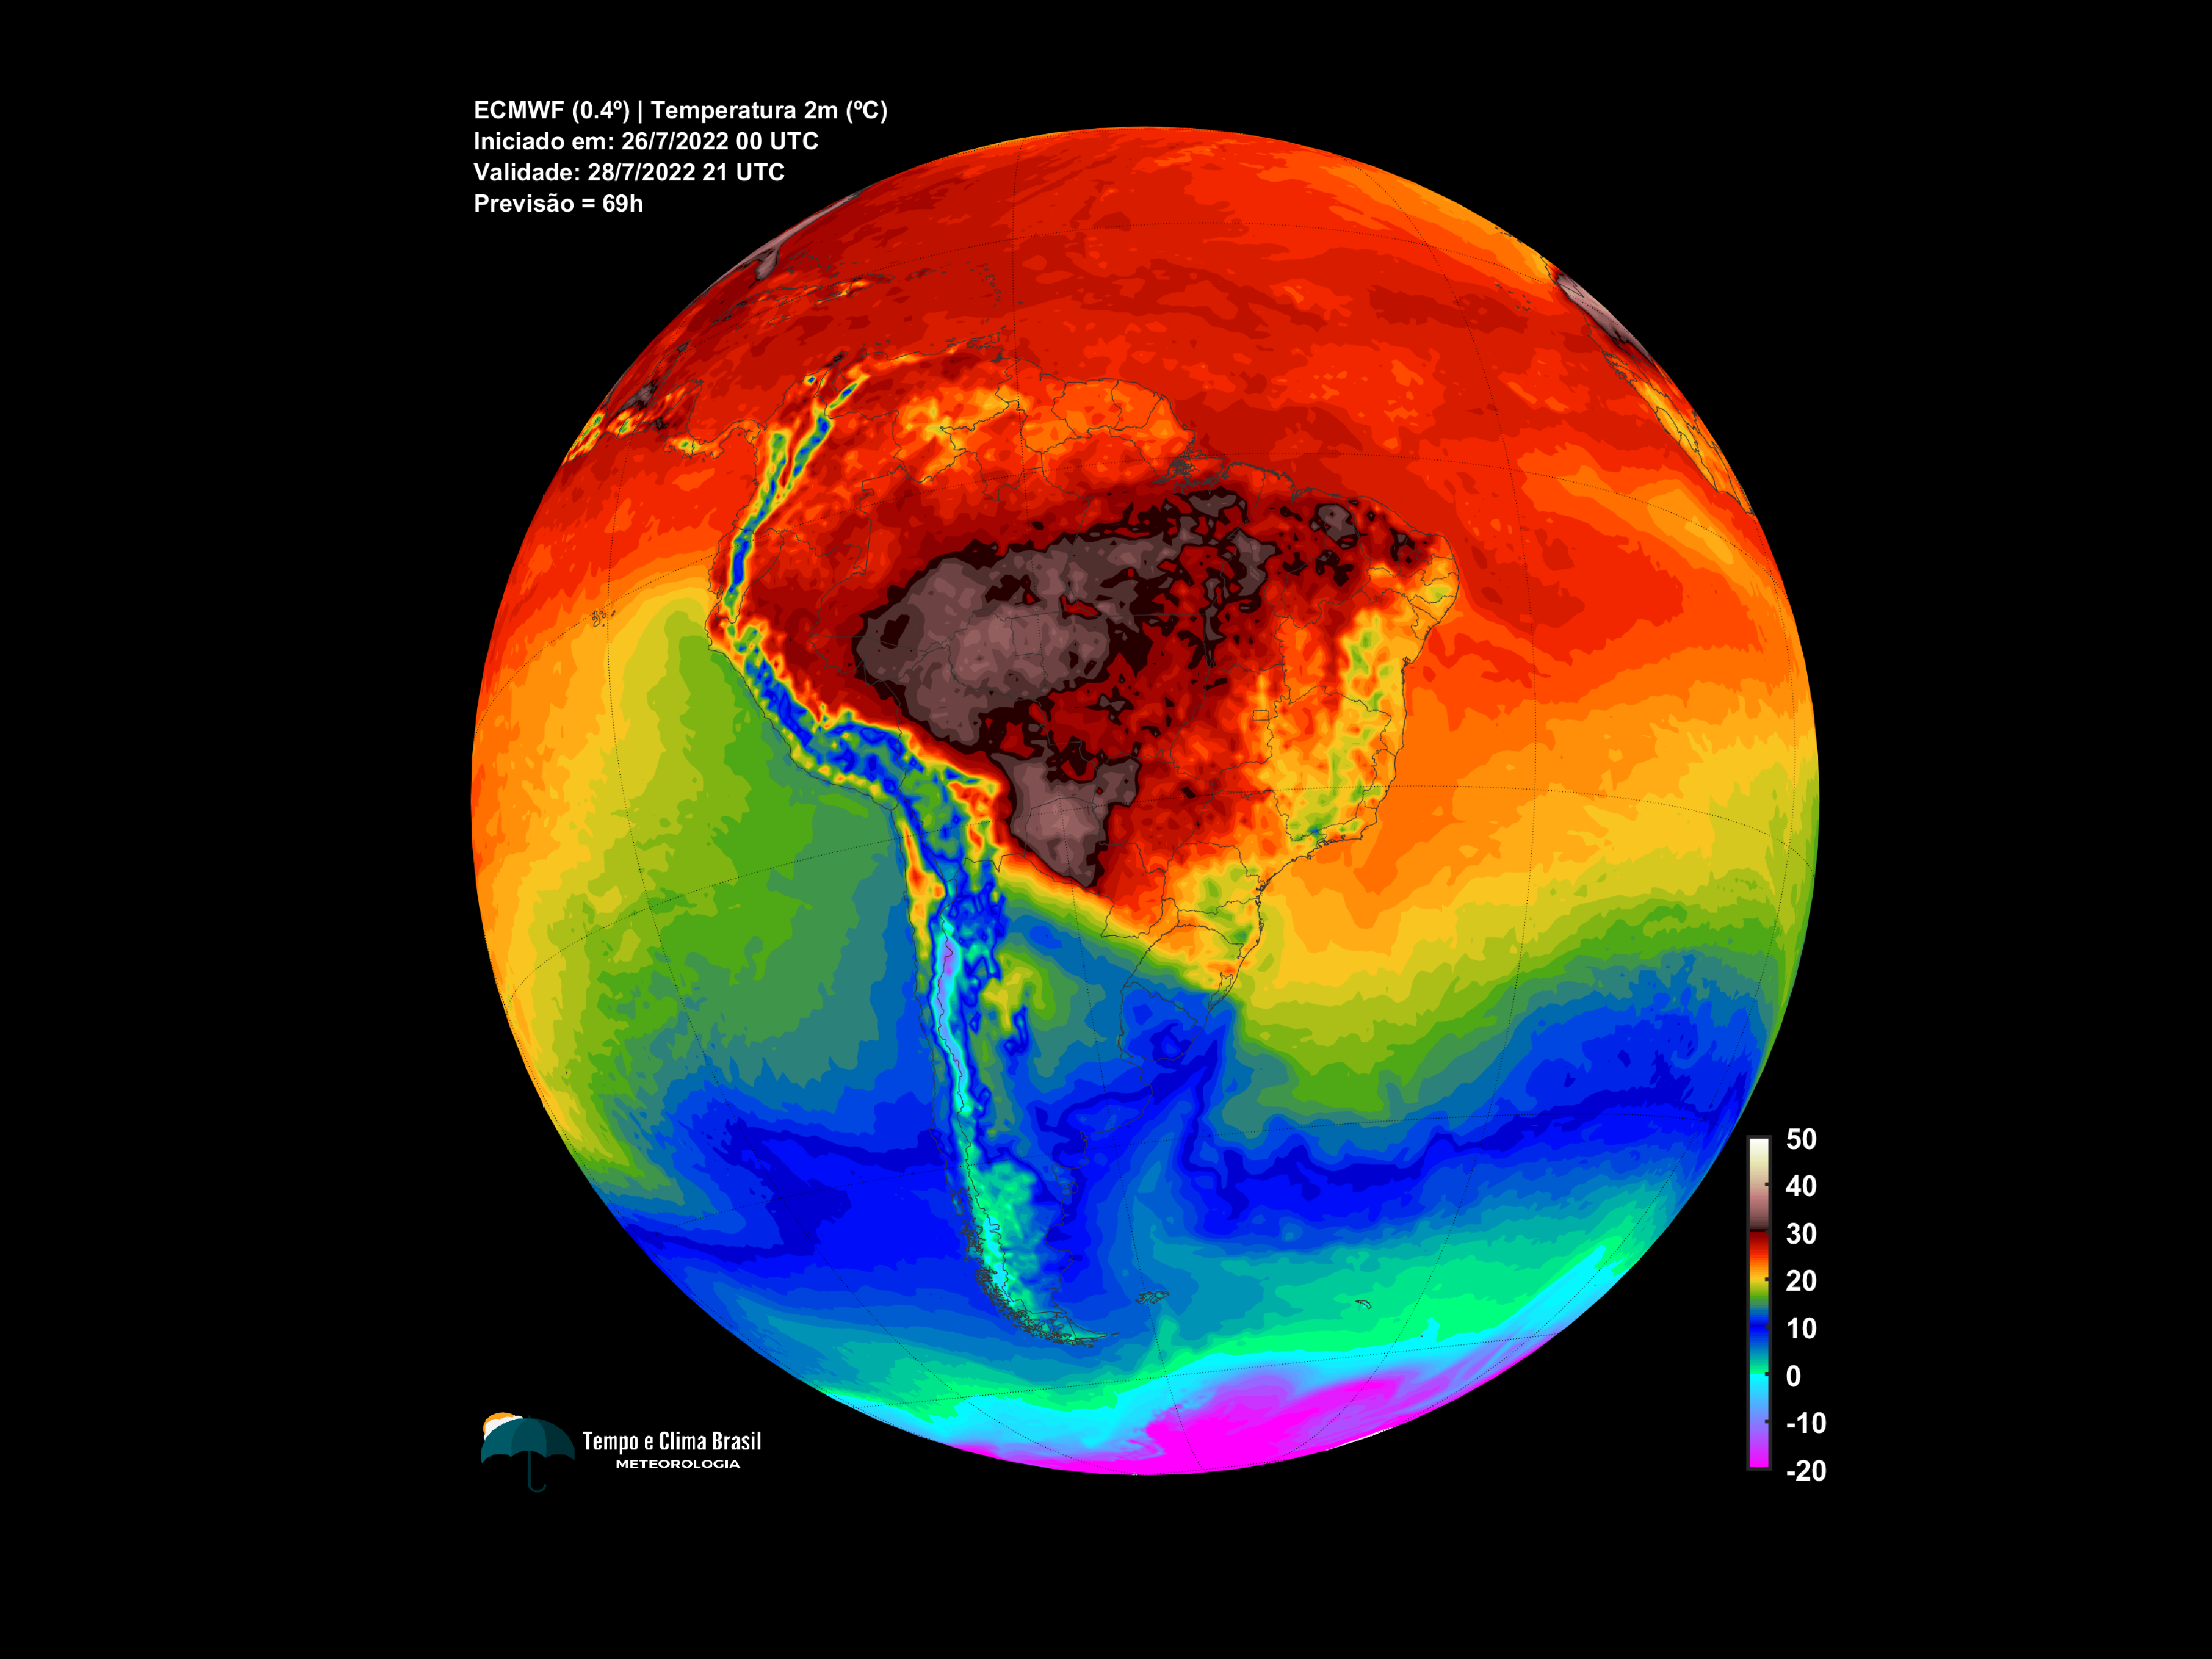 ECMWF (0.4º) | Temperatura 2m (ºC)
Iniciado em: 26/7/2022 00 UTC
Validade: 28/7/2022 21 UTC
Previsão = 69h
50
40
30
20
10
0
-10
-20
Tempo e Clima Brasil
METEOROLOGIA